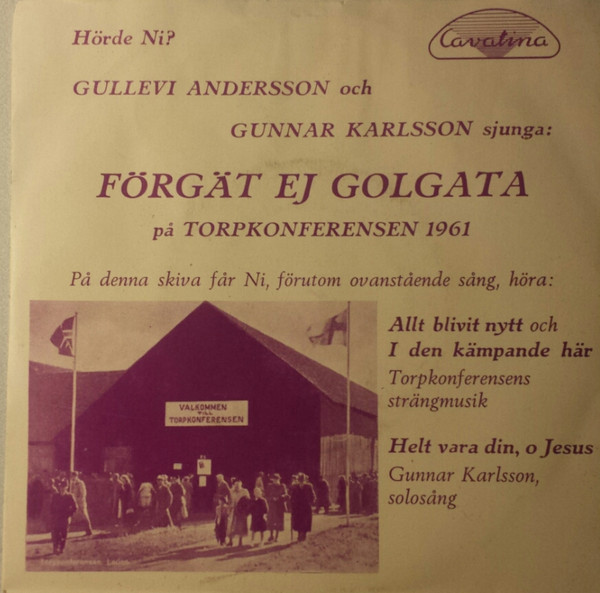 Cavatina
Hörde Ni?
GULLEVI ANDERSSON och
GUNNAR KARLSSON sjunga:
FÖRGÄT EJ GOLGATA
på TORPKONFERENSEN 1961
På denna skiva får Ni, förutom ovanstående sång, höra:
VÄLKOMMEN
TILL
TORPKONFERENSEN
Allt blivit nytt och
I den kämpande här
Torpkonferensens
strängmusik
Helt vara din, o Jesus
Gunnar Karlsson,
solosång